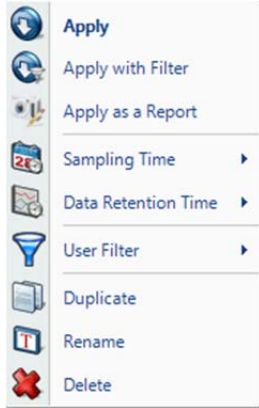 Apply
Apply with Filter
Apply as a Report
Sampling Time
Data Retention Time
User Filter
Duplicate
Rename
Delete